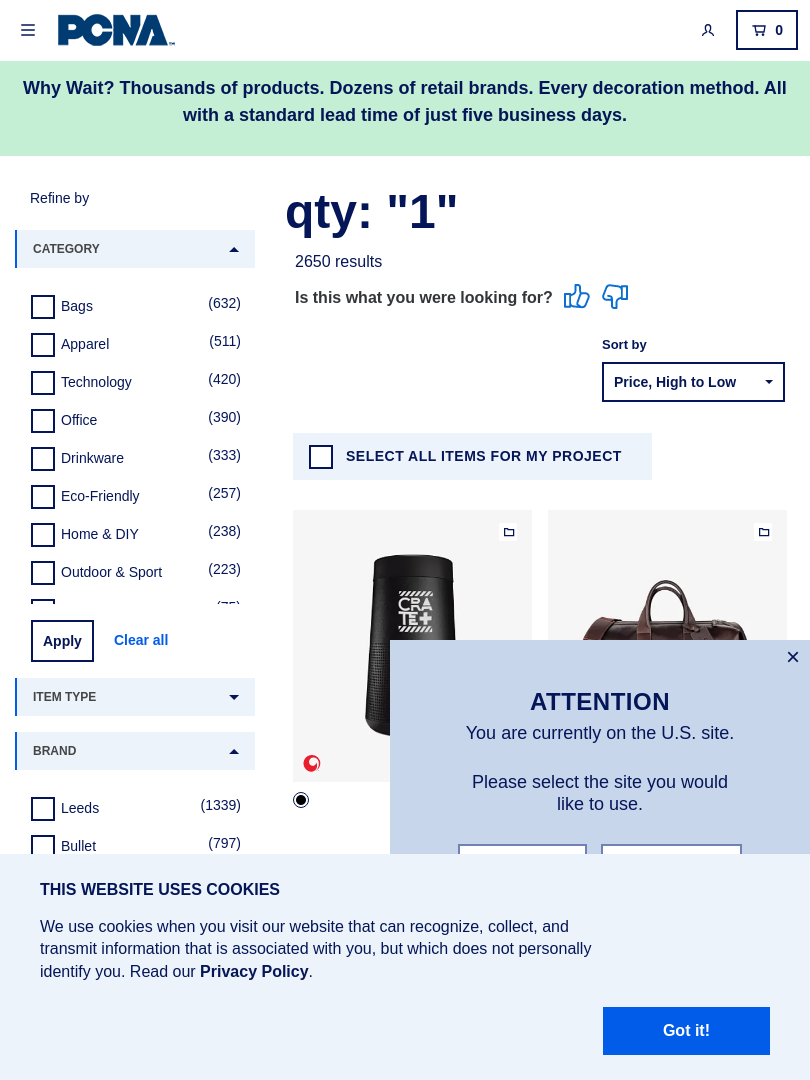 PCNA
0
Why Wait? Thousands of products. Dozens of retail brands. Every decoration method. All
with a standard lead time of just five business days.
Refine by
CATEGORY
Bags (632)
Apparel (511)
Technology (420)
Office (390)
Drinkware (333)
Eco-Friendly (257)
Home & DIY (238)
Outdoor & Sport (223)
Apply Clear all
ITEM TYPE
BRAND
Leeds (1339)
Bullet (797)
qty: "1"
2650 results
Is this what you were looking for?
Sort by
Price, High to Low
SELECT ALL ITEMS FOR MY PROJECT
CRATE+
ATTENTION
You are currently on the U.S. site.
Please select the site you would
like to use.
THIS WEBSITE USES COOKIES
We use cookies when you visit our website that can recognize, collect, and
transmit information that is associated with you, but which does not personally
identify you. Read our Privacy Policy.
Got it!